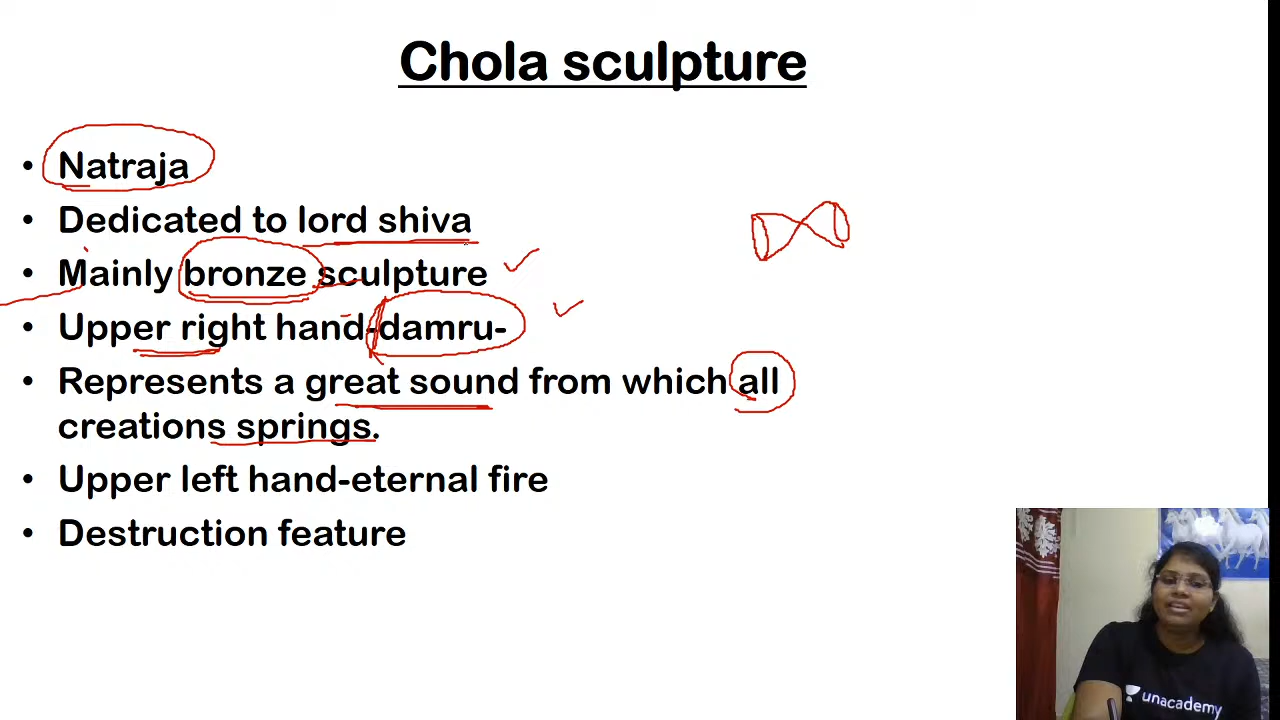 Chola sculpture
• Natraja
• Dedicated to lord shiva
• Mainly bronze sculpture
• Upper right hand-damru-
• Represents a great sound from which all
creations springs.
• Upper left hand-eternal fire
• Destruction feature
unacademy